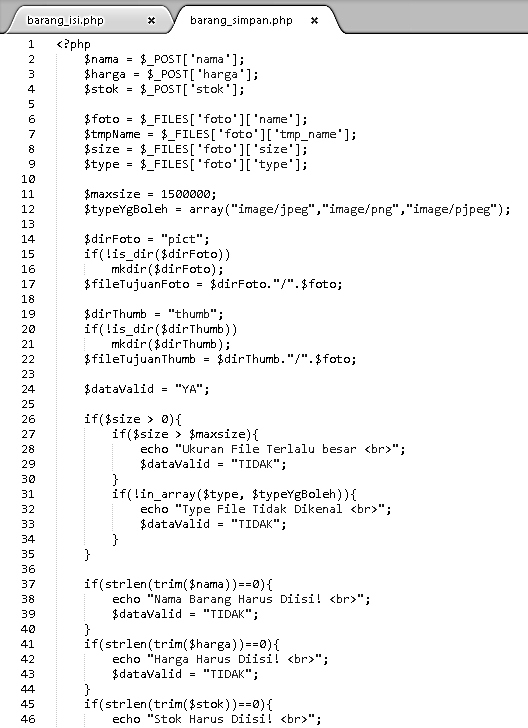 barang_isi.php × barang_simpan.php ×
1 <?php
2 $nama = $_POST['nama'];
3 $harga = $_POST['harga'];
4 $stok = $_POST['stok'];
5
6 $foto = $_FILES['foto']['name'];
7 $tmpName = $_FILES['foto']['tmp_name'];
8 $size = $_FILES['foto']['size'];
9 $type = $_FILES['foto']['type'];
10
11 $maxsize = 1500000;
12 $typeYgBoleh = array("image/jpeg","image/png","image/pjpeg");
13
14 $dirFoto = "pict";
15 if(!is_dir($dirFoto))
16 mkdir($dirFoto);
17 $fileTujuanFoto = $dirFoto."/".$foto;
18
19 $dirThumb = "thumb";
20 if(!is_dir($dirThumb))
21 mkdir($dirThumb);
22 $fileTujuanThumb = $dirThumb."/".$foto;
23
24 $dataValid = "YA";
25
26 if($size > 0){
27 if($size > $maxsize){
28 echo "Ukuran File Terlalu besar <br>";
29 $dataValid = "TIDAK";
30 }
31 if(!in_array($type, $typeYgBoleh)){
32 echo "Type File Tidak Dikenal <br>";
33 $dataValid = "TIDAK";
34 }
35 }
36
37 if(strlen(trim($nama))==0){
38 echo "Nama Barang Harus Diisi! <br>";
39 $dataValid = "TIDAK";
40 }
41 if(strlen(trim($harga))==0){
42 echo "Harga Harus Diisi! <br>";
43 $dataValid = "TIDAK";
44 }
45 if(strlen(trim($stok))==0){
46 echo "Stok Harus Diisi! <br>";